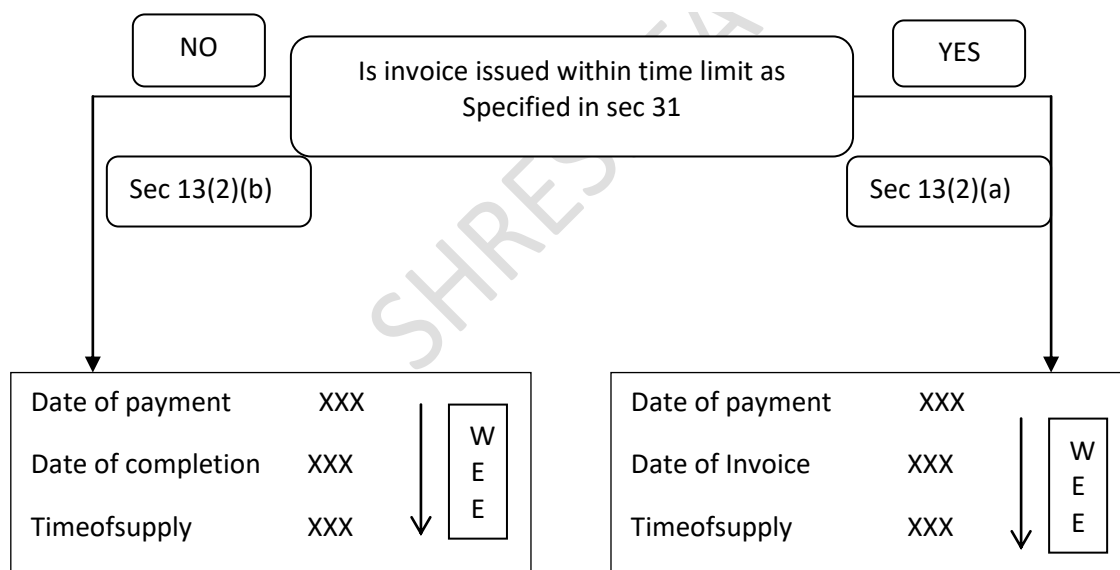 NO
Is invoice issued within time limit as
Specified in sec 31
YES
Sec 13(2)(b)
Sec 13(2)(a)
SHRES
Date of payment XXX
Date of completion XXX
Timeofsupply XXX
W
E
E
Date of payment XXX
Date of Invoice XXX
Timeofsupply XXX
W
E
E